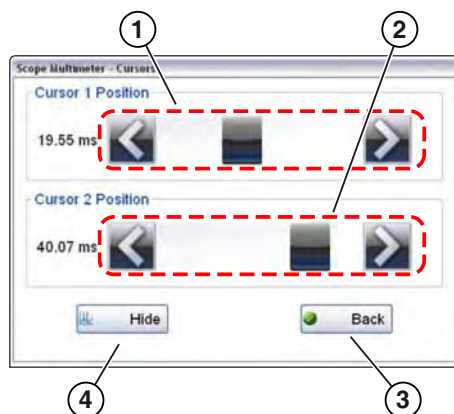 1
2
Scope Multimeter - Cursors
Cursor 1 Position
19.55 ms
Cursor 2 Position
40.07 ms
Hide
Back
4
3